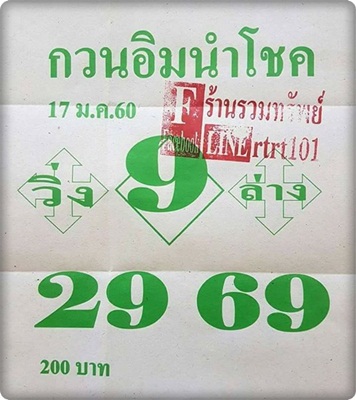 กวนอิมนำโชค
17 ม.ค.60
F ร้านรวมทรัพย์
Facebook LINE rtrt101
วิ่ง 9 ล่าง
29 69
200 บาท